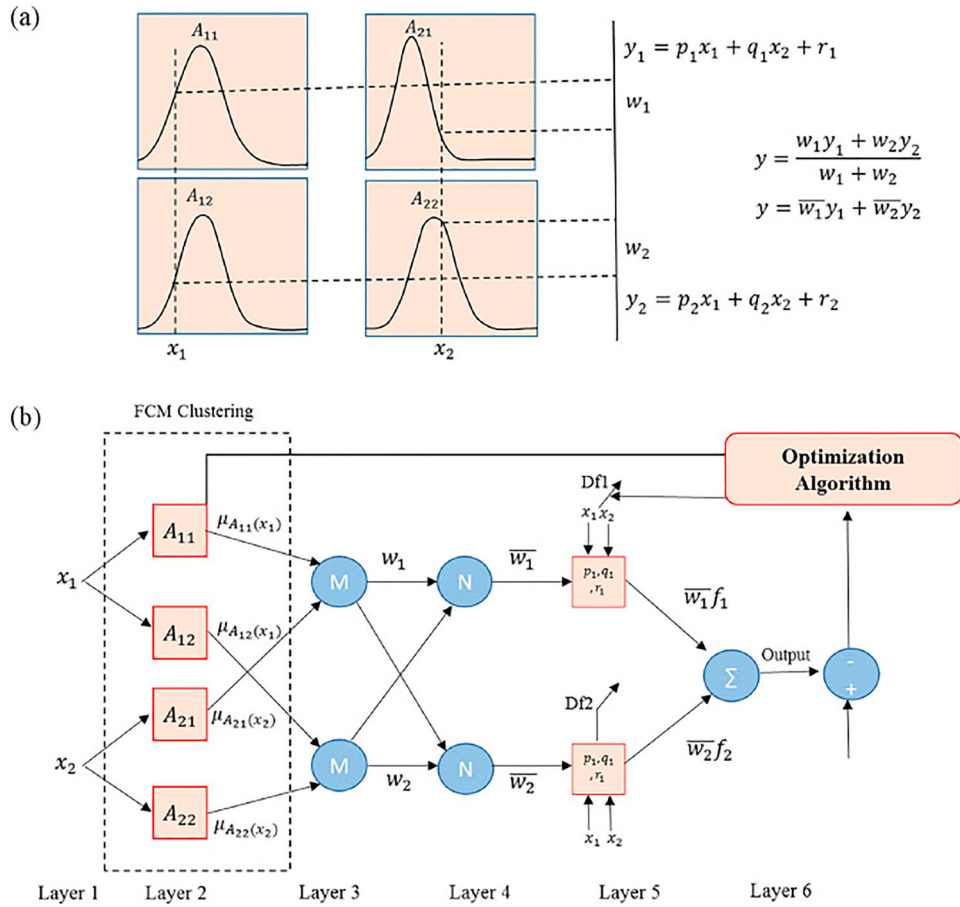 (a)
A₁₁ A₂₁
y₁ = p₁x₁ + q₁x₂ + r₁
w₁
y = (w₁y₁ + w₂y₂) / (w₁ + w₂)
A₁₂ A₂₂
y = w̅₁y₁ + w̅₂y₂
w₂
y₂ = p₂x₁ + q₂x₂ + r₂
x₁ x₂
(b)
FCM Clustering
Optimization
Algorithm
Df1
x₁ x₂
A₁₁ μA₁₁(x₁)
x₁ M w₁ N w̅₁ p₁,q₁
,r₁
w̅₁f₁
A₁₂ μA₁₂(x₁)
Output
Σ - +
A₂₁ μA₂₁(x₂)
Df2
x₂ M w₂ N w̅₂ p₁,q₁
,r₁
w̅₂f₂
A₂₂ μA₂₂(x₂)
x₁ x₂
Layer 1 Layer 2 Layer 3 Layer 4 Layer 5 Layer 6